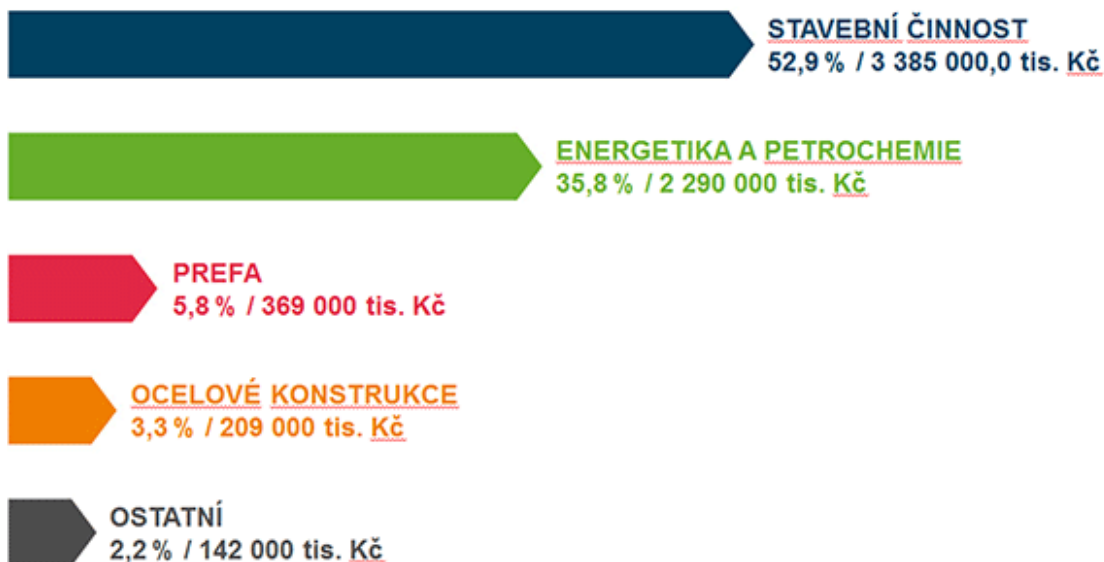 STAVEBNÍ ČINNOST
52,9 % / 3 385 000,0 tis. Kč
ENERGETIKA A PETROCHEMIE
35,8 % / 2 290 000 tis. Kč
PREFA
5,8 % / 369 000 tis. Kč
OCELOVÉ KONSTRUKCE
3,3 % / 209 000 tis. Kč
OSTATNÍ
2,2 % / 142 000 tis. Kč